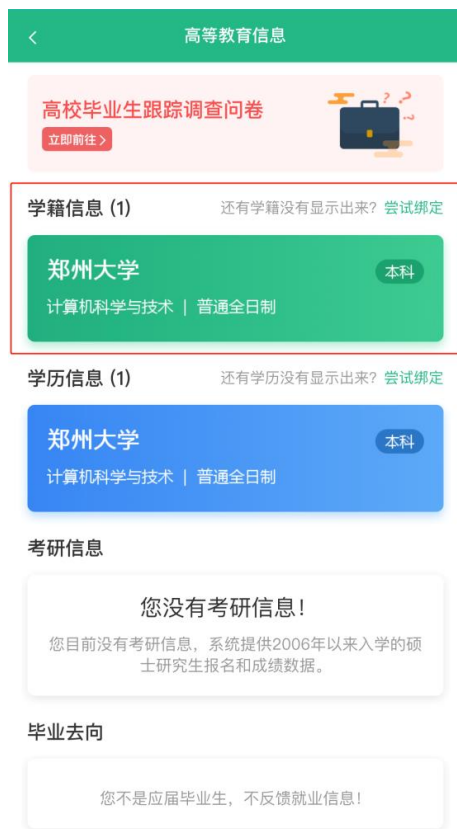 高等教育信息
高校毕业生跟踪调查问卷
立即前往>
学籍信息 (1) 还有学籍没有显示出来? 尝试绑定
郑州大学 本科
计算机科学与技术 | 普通全日制
学历信息 (1) 还有学历没有显示出来? 尝试绑定
郑州大学 本科
计算机科学与技术 | 普通全日制
考研信息
您没有考研信息!
您目前没有考研信息，系统提供2006年以来入学的硕
士研究生报名和成绩数据。
毕业去向
您不是应届毕业生，不反馈就业信息!